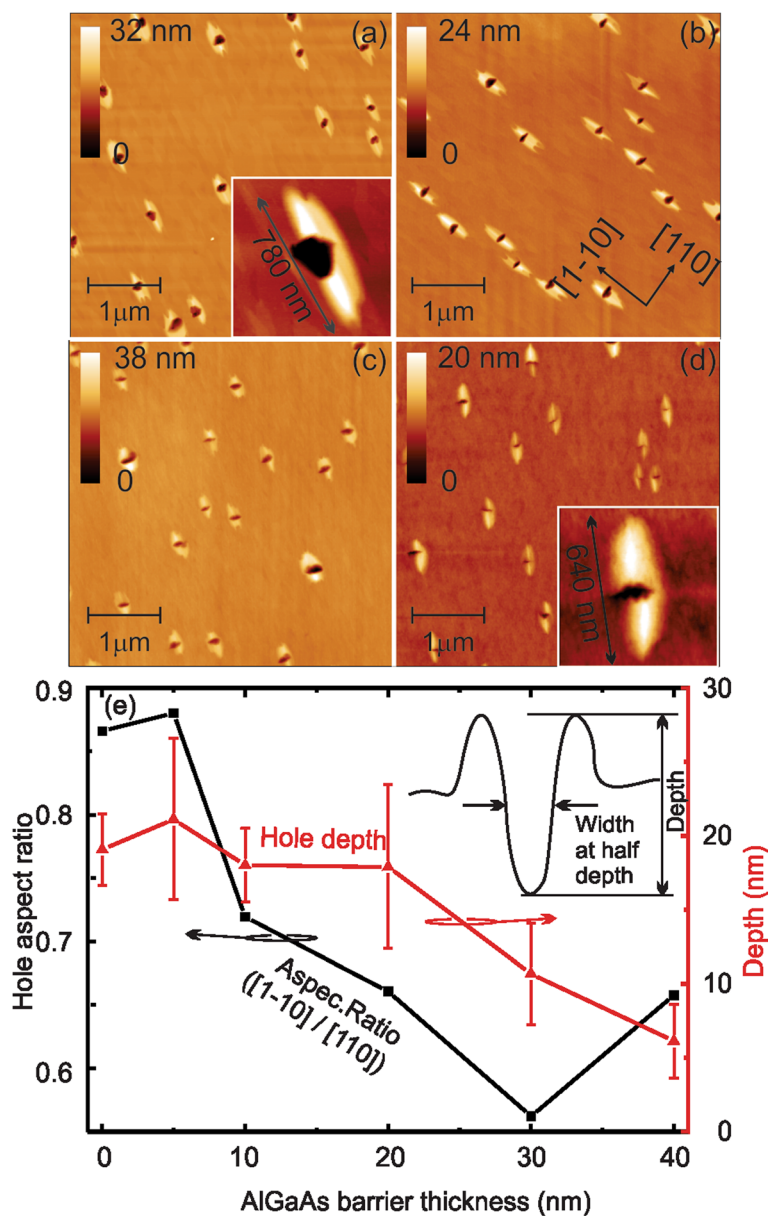 32 nm
(a)
0
780 nm
1μm
24 nm
(b)
0
[1-10]
[110]
1μm
38 nm
(c)
0
1μm
20 nm
(d)
0
640 nm
1μm
(e)
0.9
0.8
0.7
0.6
Hole aspect ratio
30
20
10
0
Depth (nm)
Hole depth
Width
at half
depth
Depth
Aspec.Ratio
([1-10] / [110])
0 10 20 30 40
AlGaAs barrier thickness (nm)